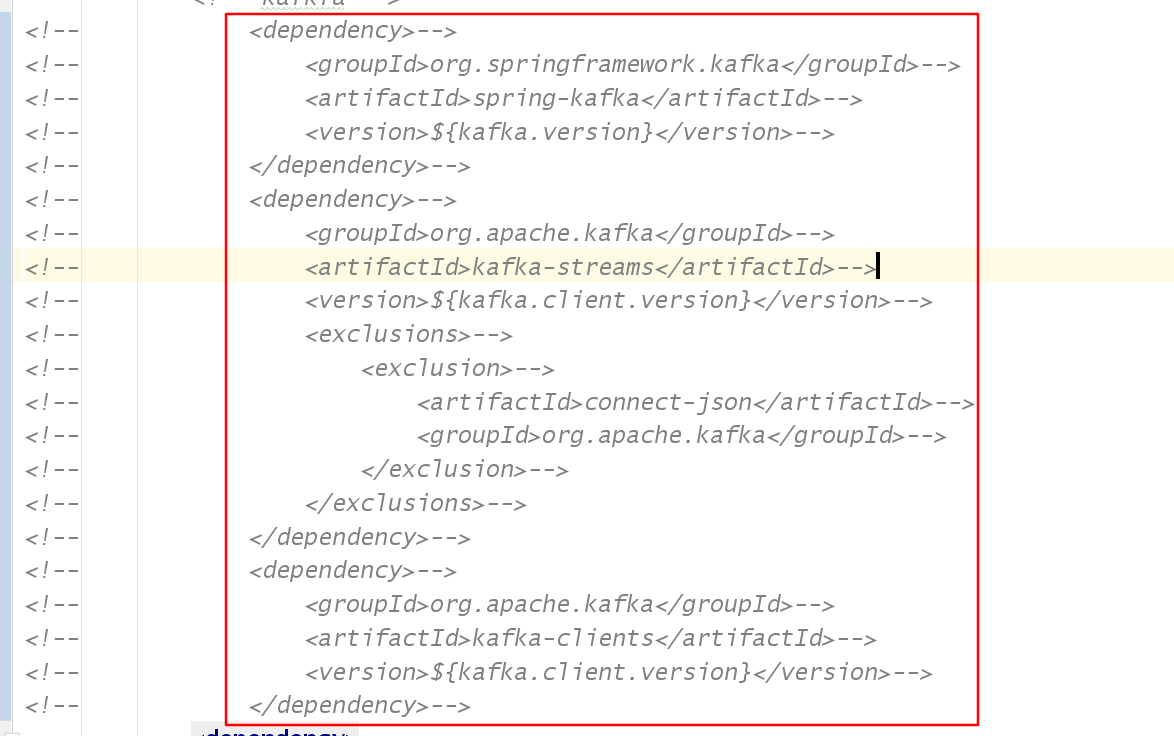 <!-- kafka -->
<!--            <dependency>-->
<!--                <groupId>org.springframework.kafka</groupId>-->
<!--                <artifactId>spring-kafka</artifactId>-->
<!--                <version>${kafka.version}</version>-->
<!--            </dependency>-->
<!--            <dependency>-->
<!--                <groupId>org.apache.kafka</groupId>-->
<!--                <artifactId>kafka-streams</artifactId>-->
<!--                <version>${kafka.client.version}</version>-->
<!--                <exclusions>-->
<!--                    <exclusion>-->
<!--                        <artifactId>connect-json</artifactId>-->
<!--                        <groupId>org.apache.kafka</groupId>-->
<!--                    </exclusion>-->
<!--                </exclusions>-->
<!--            </dependency>-->
<!--            <dependency>-->
<!--                <groupId>org.apache.kafka</groupId>-->
<!--                <artifactId>kafka-clients</artifactId>-->
<!--                <version>${kafka.client.version}</version>-->
<!--            </dependency>-->
<dependency>